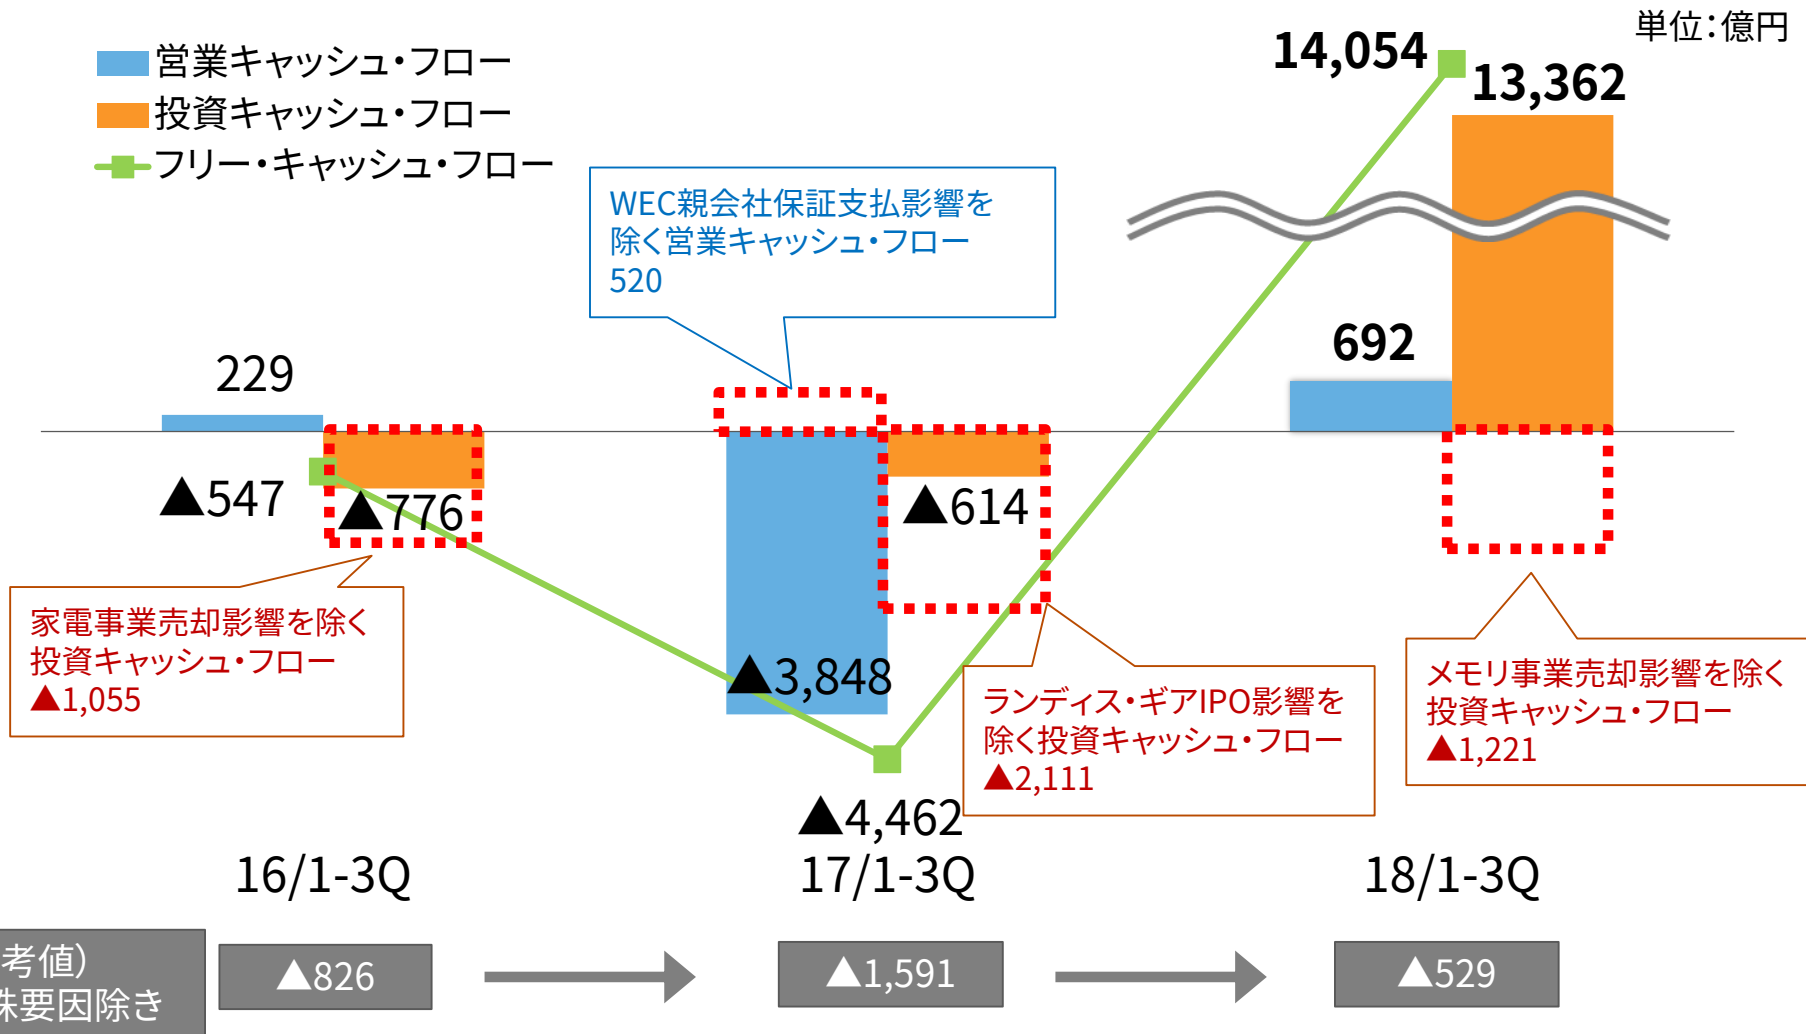 単位：億円
営業キャッシュ・フロー
投資キャッシュ・フロー
フリー・キャッシュ・フロー
14,054
13,362
WEC親会社保証支払影響を
除く営業キャッシュ・フロー
520
692
229
▲547
▲776
▲614
▲3,848
▲4,462
家電事業売却影響を除く
投資キャッシュ・フロー
▲1,055
ランディス・ギアIPO影響を
除く投資キャッシュ・フロー
▲2,111
メモリ事業売却影響を除く
投資キャッシュ・フロー
▲1,221
16/1-3Q
17/1-3Q
18/1-3Q
考値）
殊要因除き
▲826
▲1,591
▲529